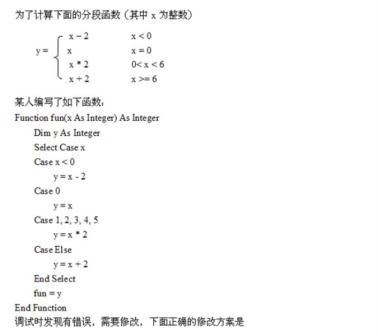 为了计算下面的分段函数（其中 x 为整数）
x − 2 x < 0
y = x x = 0
x * 2 0< x < 6
x + 2 x >= 6
某人编写了如下函数:
Function fun(x As Integer) As Integer
Dim y As Integer
Select Case x
Case x < 0
y = x - 2
Case 0
y = x
Case 1, 2, 3, 4, 5
y = x * 2
Case Else
y = x + 2
End Select
fun = y
End Function
调试时发现有错误，需要修改，下面正确的修改方案是